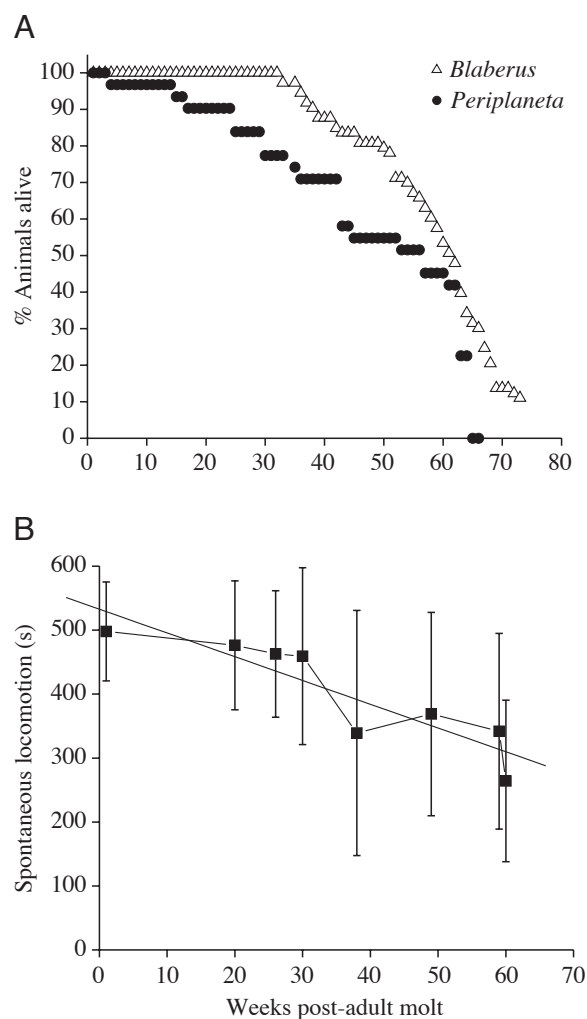 A
% Animals alive
100
90
80
70
60
50
40
30
20
10
0
0 10 20 30 40 50 60 70 80
Blaberus
Periplaneta
B
Spontaneous locomotion (s)
600
500
400
300
200
100
0
0 10 20 30 40 50 60 70
Weeks post-adult molt